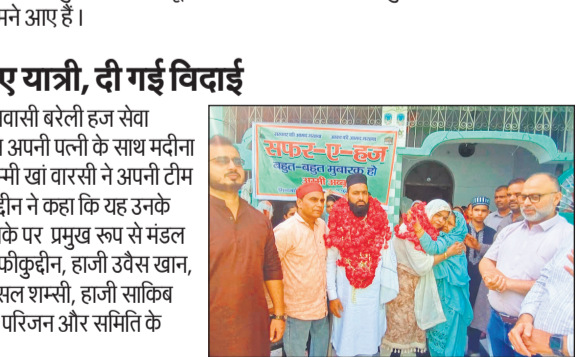 मने आए हैं।
ए यात्री, दी गई विदाई
वासी बरेली हज सेवा
अपनी पत्नी के साथ मदीना
म्मी खां वारसी ने अपनी टीम
द्दीन ने कहा कि यह उनके
के पर प्रमुख रूप से मंडल
फीकुद्दीन, हाजी उवैस खान,
सल शम्सी, हाजी साकिब
परिजन और समिति के
सफर-ए-हज
बहुत-बहुत मुबारक हो